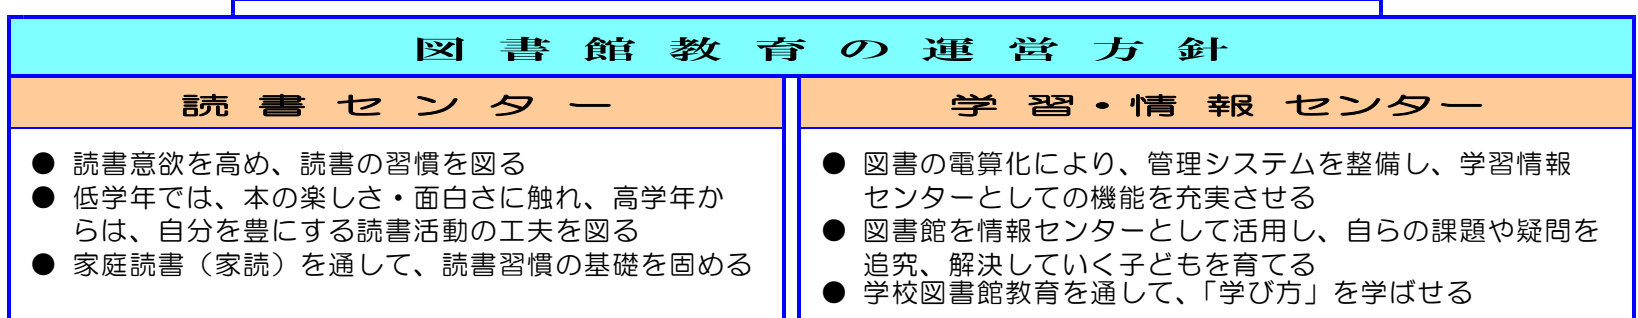 図書館教育の運営方針
読書センター
● 読書意欲を高め、読書の習慣を図る
● 低学年では、本の楽しさ・面白さに触れ、高学年か
らは、自分を豊にする読書活動の工夫を図る
● 家庭読書（家読）を通して、読書習慣の基礎を固める
学習・情報センター
● 図書の電算化により、管理システムを整備し、学習情報
センターとしての機能を充実させる
● 図書館を情報センターとして活用し、自らの課題や疑問を
追究、解決していく子どもを育てる
● 学校図書館教育を通して、「学び方」を学ばせる